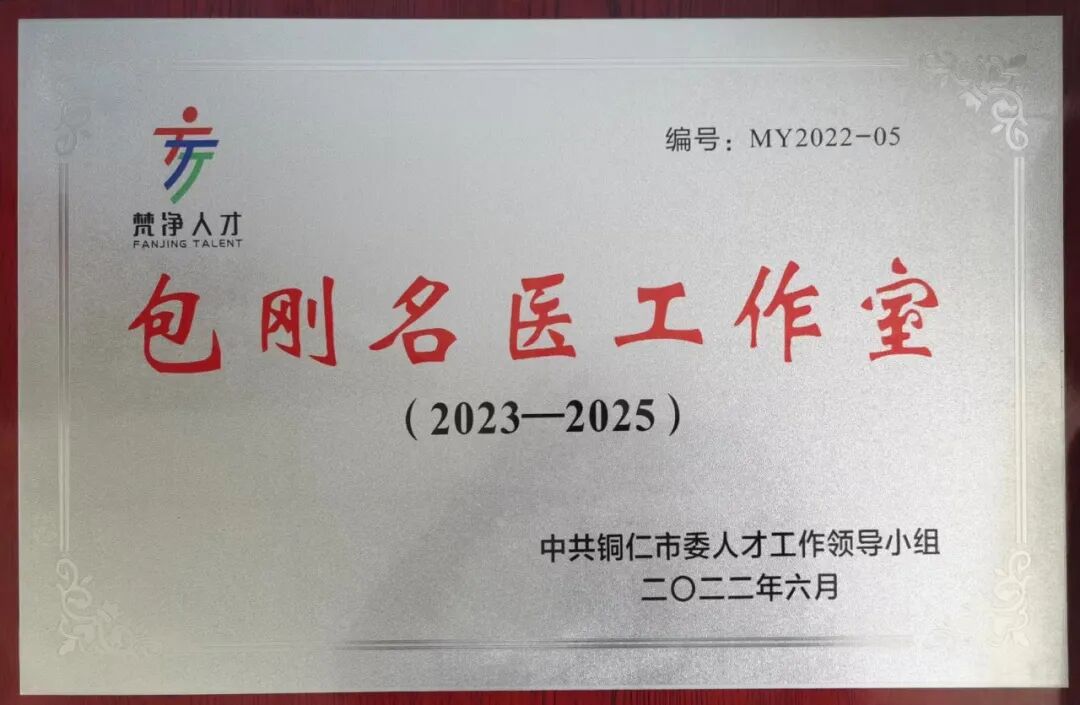 编号：MY2022-05
梵净人才
FANJING TALENT
包刚名医工作室
（2023—2025）
中共铜仁市委人才工作领导小组
二〇二二年六月